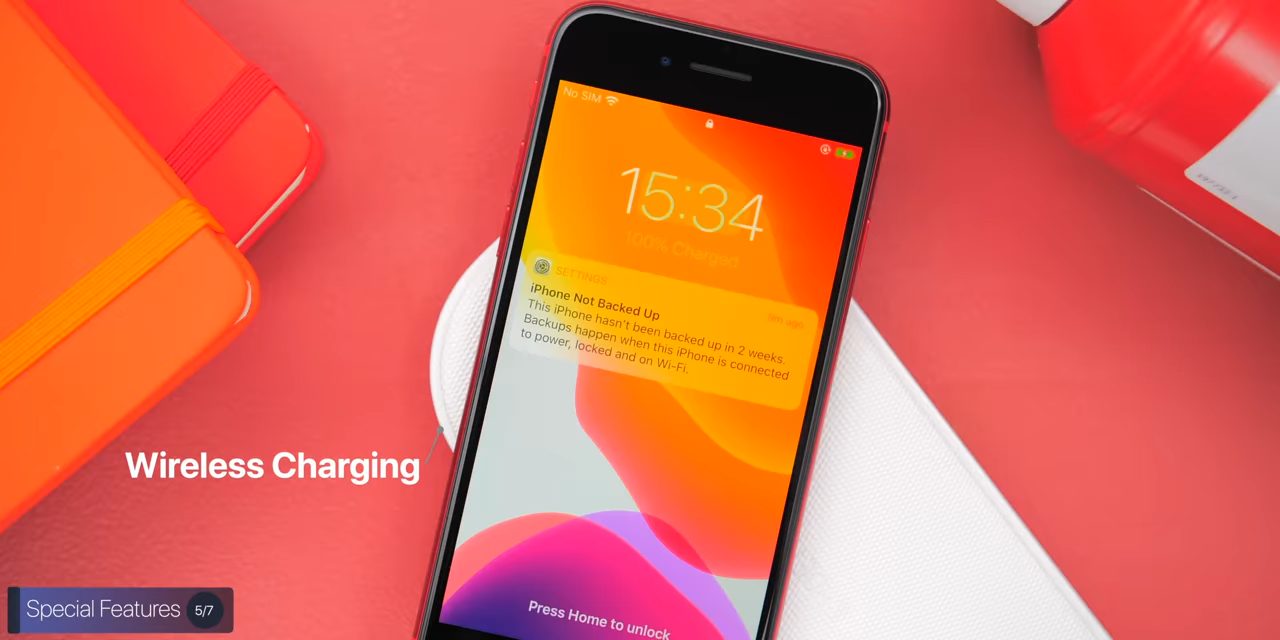 No SIM
15:34
100% Charged
SETTINGS
5m ago
iPhone Not Backed Up
This iPhone hasn't been backed up in 2 weeks.
Backups happen when this iPhone is connected
to power, locked and on Wi-Fi.
Wireless Charging
Press Home to unlock
Special Features 5/7